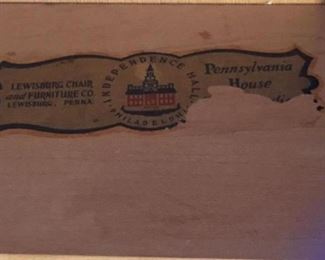 LEWISBURG CHAIR
and FURNITURE CO.
LEWISBURG, PENNA.
INDEPENDENCE HALL
PHILADELPHIA
Pennsylvania
House